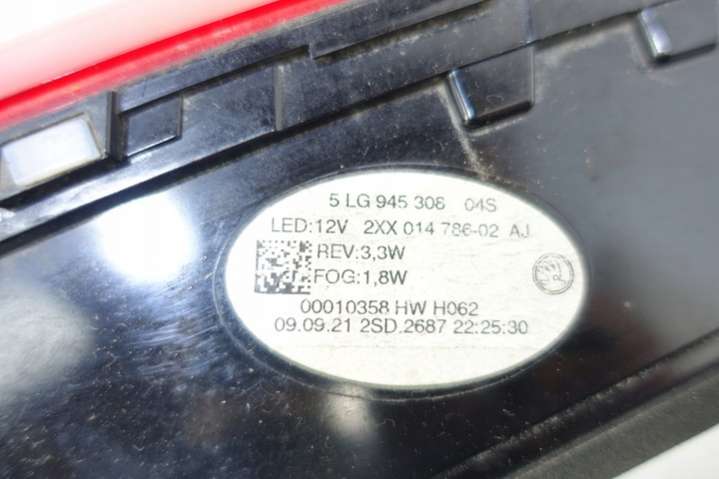 5 LG 945 308 04S
LED:12V 2XX 014 786-02 AJ
REV:3,3W
FOG:1,8W
00010358 HW H062
09.09.21 2SD.2687 22:25:30